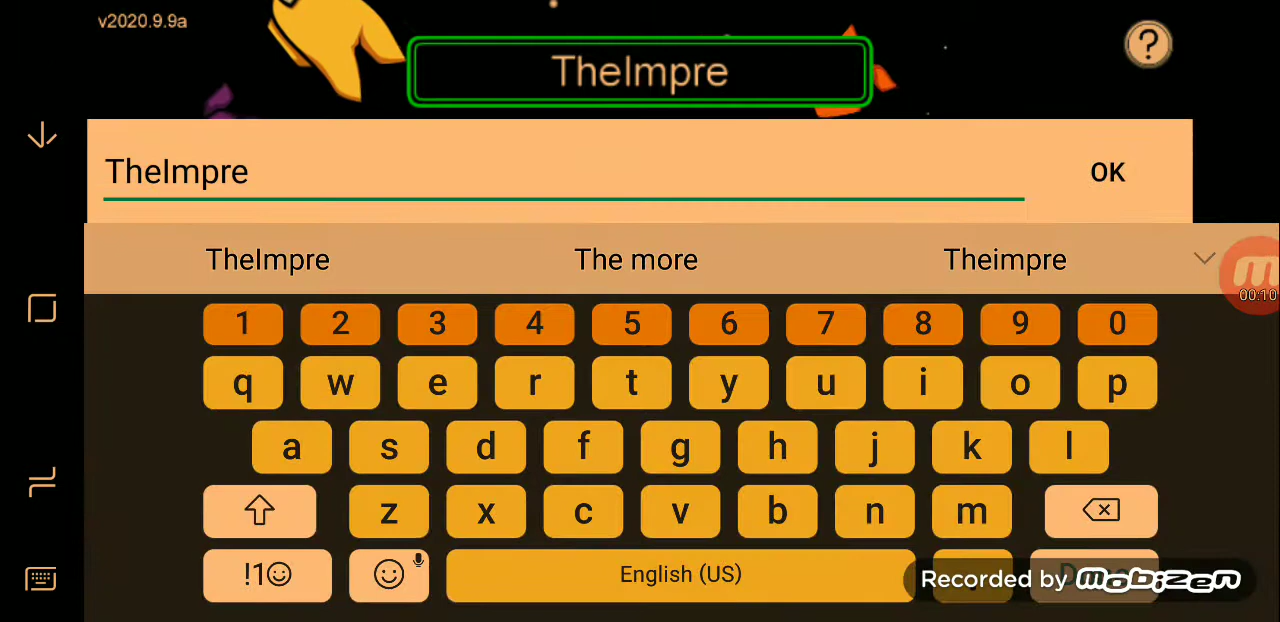 v2020.9.9a
TheImpre
?
TheImpre
OK
TheImpre The more Theimpre
00:10
1 2 3 4 5 6 7 8 9 0
q w e r t y u i o p
a s d f g h j k l
z x c v b n m
!1☺ English (US)
Recorded by mobizen